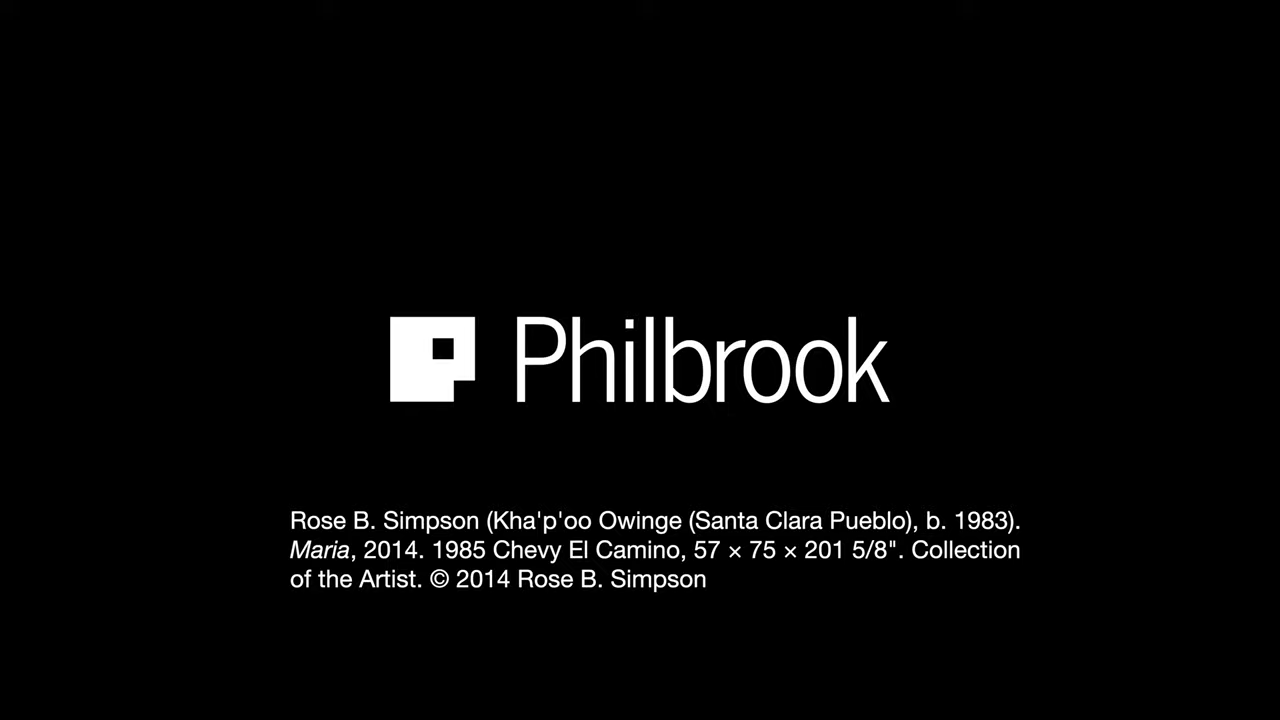 Philbrook
Rose B. Simpson (Kha'p'oo Owinge (Santa Clara Pueblo), b. 1983).
Maria, 2014. 1985 Chevy El Camino, 57 × 75 × 201 5/8". Collection
of the Artist. © 2014 Rose B. Simpson